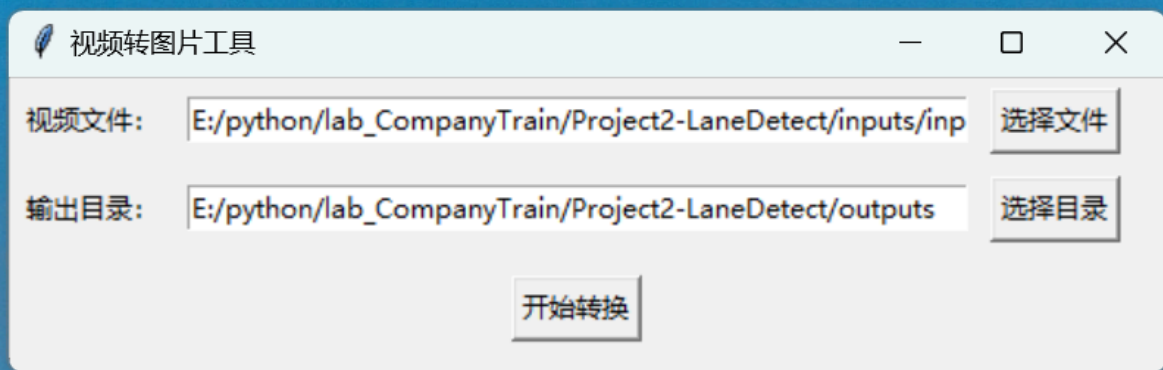 视频转图片工具
视频文件: E:/python/lab_CompanyTrain/Project2-LaneDetect/inputs/inp 选择文件
输出目录: E:/python/lab_CompanyTrain/Project2-LaneDetect/outputs 选择目录
开始转换